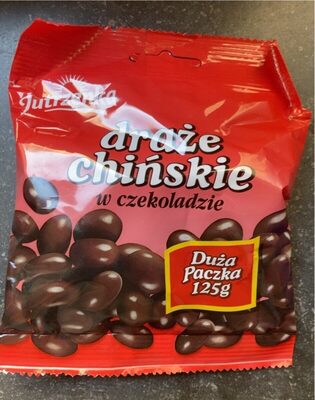 Jutrzenka
draże
chińskie
w czekoladzie
Duża
Paczka
125g